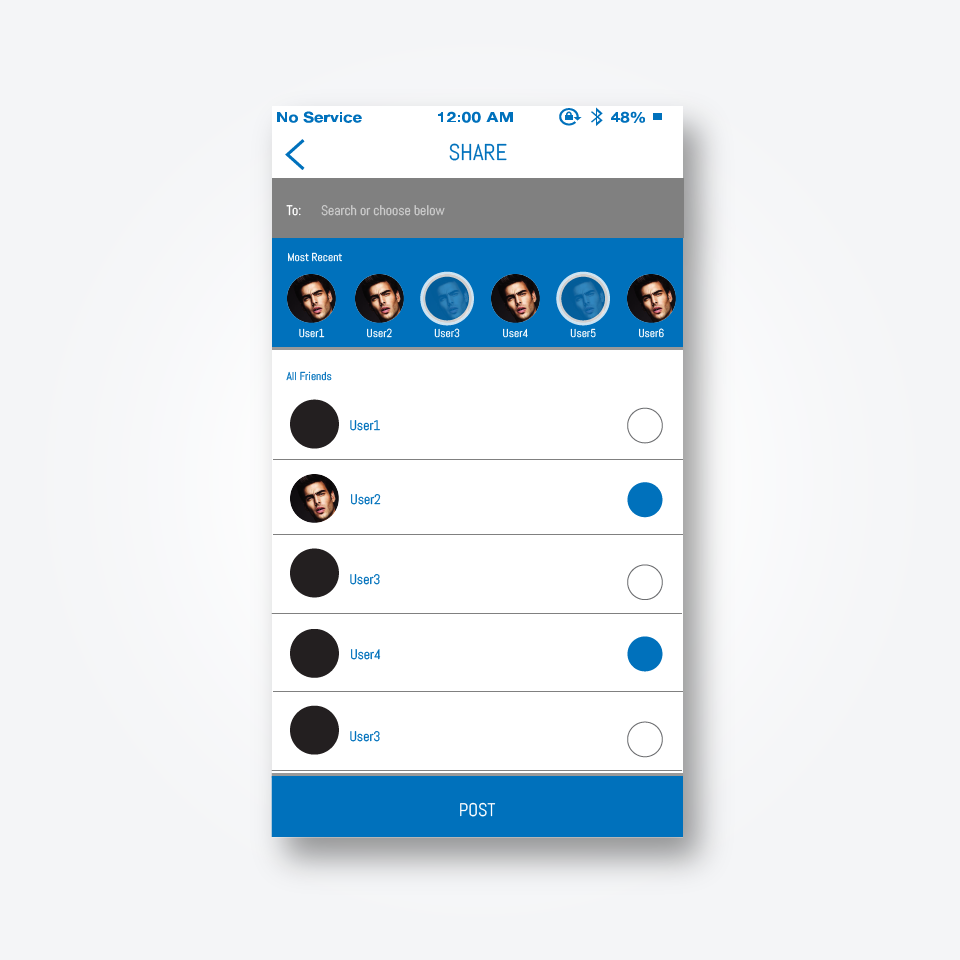 No Service 12:00 AM 48%
SHARE
To: Search or choose below
Most Recent
User1 User2 User3 User4 User5 User6
All Friends
User1
User2
User3
User4
User3
POST